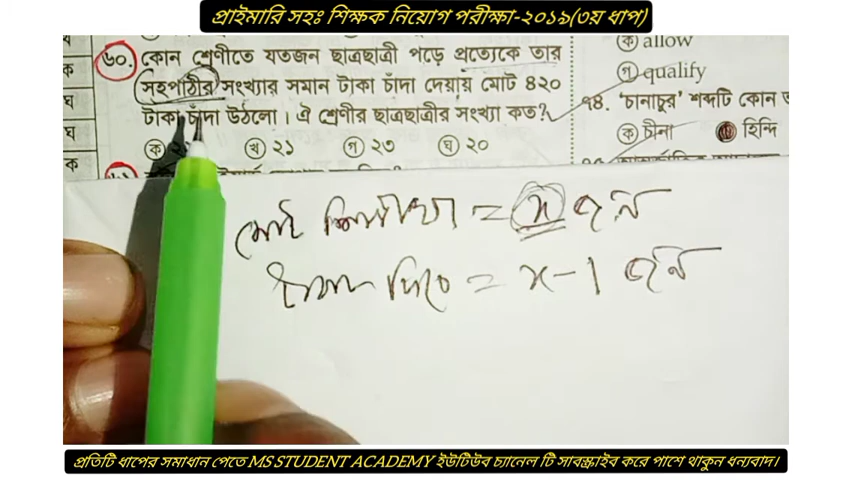 প্রাইমারি সহঃ শিক্ষক নিয়োগ পরীক্ষা-২০১৯(৩য় ধাপ)
৬০. কোন শ্রেণীতে যতজন ছাত্রছাত্রী পড়ে প্রত্যেকে তার
সহপাঠীর সংখ্যার সমান টাকা চাঁদা দেয়ায় মোট ৪২০
টাকা চাঁদা উঠলো। ঐ শ্রেণীর ছাত্রছাত্রীর সংখ্যা কত?
ক খ ২১ গ ২৩ ঘ ২০
ক
ঘ
ঘ
ক
ক allow
গ qualify
৭৪. 'চানাচুর' শব্দটি কোন
ক চীনা হিন্দি
মোট = x জন
দিবে = x-1 জন
প্রতিটি ধাপের সমাধান পেতে MS STUDENT ACADEMY ইউটিউব চ্যানেল টি সাবস্ক্রাইব করে পাশে থাকুন ধন্যবাদ।